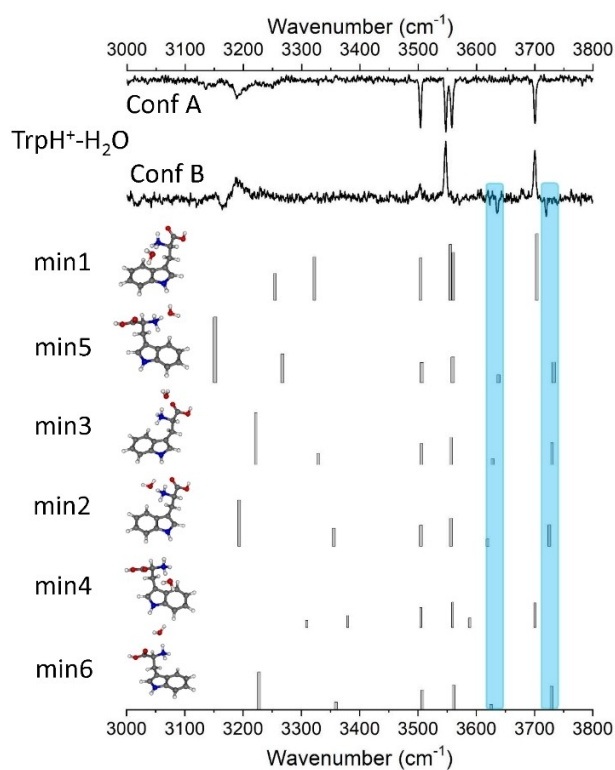 Wavenumber (cm⁻¹)
3000 3100 3200 3300 3400 3500 3600 3700 3800
Conf A
TrpH⁺-H₂O
Conf B
min1
min5
min3
min2
min4
min6
3000 3100 3200 3300 3400 3500 3600 3700 3800
Wavenumber (cm⁻¹)